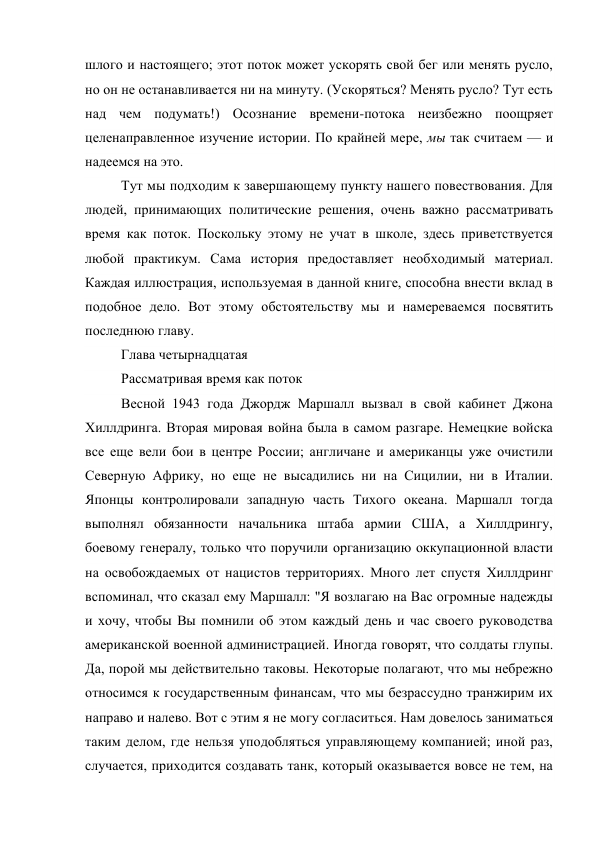 шлого и настоящего; этот поток может ускорять свой бег или менять русло,
но он не останавливается ни на минуту. (Ускоряться? Менять русло? Тут есть
над чем подумать!) Осознание времени-потока неизбежно поощряет
целенаправленное изучение истории. По крайней мере, мы так считаем — и
надеемся на это.
Тут мы подходим к завершающему пункту нашего повествования. Для
людей, принимающих политические решения, очень важно рассматривать
время как поток. Поскольку этому не учат в школе, здесь приветствуется
любой практикум. Сама история предоставляет необходимый материал.
Каждая иллюстрация, используемая в данной книге, способна внести вклад в
подобное дело. Вот этому обстоятельству мы и намереваемся посвятить
последнюю главу.
Глава четырнадцатая
Рассматривая время как поток
Весной 1943 года Джордж Маршалл вызвал в свой кабинет Джона
Хиллдринга. Вторая мировая война была в самом разгаре. Немецкие войска
все еще вели бои в центре России; англичане и американцы уже очистили
Северную Африку, но еще не высадились ни на Сицилии, ни в Италии.
Японцы контролировали западную часть Тихого океана. Маршалл тогда
выполнял обязанности начальника штаба армии США, а Хиллдрингу,
боевому генералу, только что поручили организацию оккупационной власти
на освобождаемых от нацистов территориях. Много лет спустя Хиллдринг
вспоминал, что сказал ему Маршалл: "Я возлагаю на Вас огромные надежды
и хочу, чтобы Вы помнили об этом каждый день и час своего руководства
американской военной администрацией. Иногда говорят, что солдаты глупы.
Да, порой мы действительно таковы. Некоторые полагают, что мы небрежно
относимся к государственным финансам, что мы безрассудно транжирим их
направо и налево. Вот с этим я не могу согласиться. Нам довелось заниматься
таким делом, где нельзя уподобляться управляющему компанией; иной раз,
случается, приходится создавать танк, который оказывается вовсе не тем, на